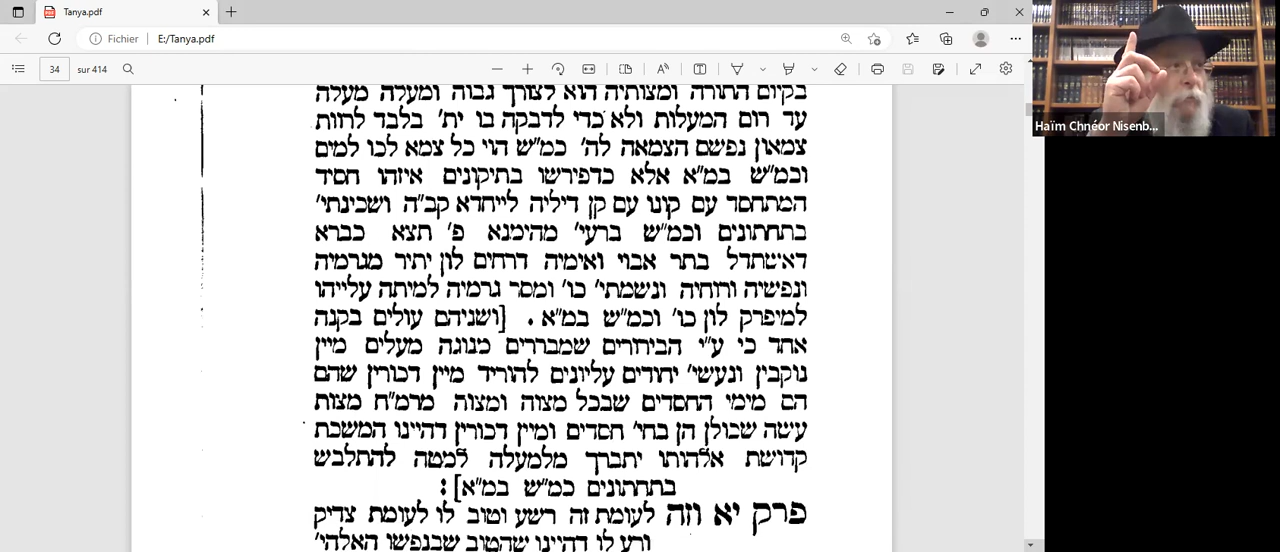 Tanya.pdf
Fichier
E:/Tanya.pdf
34
sur 414
Haïm Chnéor Nisenb...
בקיום התורה ומצותיה הוא לצורך גבוה ומעלה מעלה
עד רום המעלות ולא כדי לדבקה בו ית׳ בלבד לרוות
צמאון נפשם הצמאה לה׳ כמ״ש הוי כל צמא לכו למים
וכמ״ש במ״א אלא כדפירשו בתיקונים איזהו חסיד
המתחסד עם קונו עם קן דיליה לייחדא קב״ה ושכינתי׳
בתחתונים וכמ״ש ברעי׳ מהימנא פ׳ תצא כברא
דאשתדל בתר אבוי ואימיה דרחים לון יתיר מגרמיה
ונפשיה ורוחיה ונשמתי׳ כו׳ ומסר גרמיה למיתה עלייהו
למיפרק לון כו׳ וכמ״ש במ״א. [ושניהם עולים בקנה
אחד כי ע״י הבירורים שמבררים מנוגה מעלים מיין
נוקבין ונעשי׳ יחודים עליונים להוריד מיין דכורין שהם
הם מימי החסדים שבכל מצוה ומצוה מרמ״ח מצות
עשה שכולן הן בחי׳ חסדים ומיין דכורין דהיינו המשכת
קדושת אלהותו יתברך מלמעלה למטה להתלבש
בתחתונים כמ״ש במ״א]:
פרק יא וזה לעומת זה רשע וטוב לו לעומת צדיק
ורע לו דהיינו שהטוב שבנפשו האלהי׳